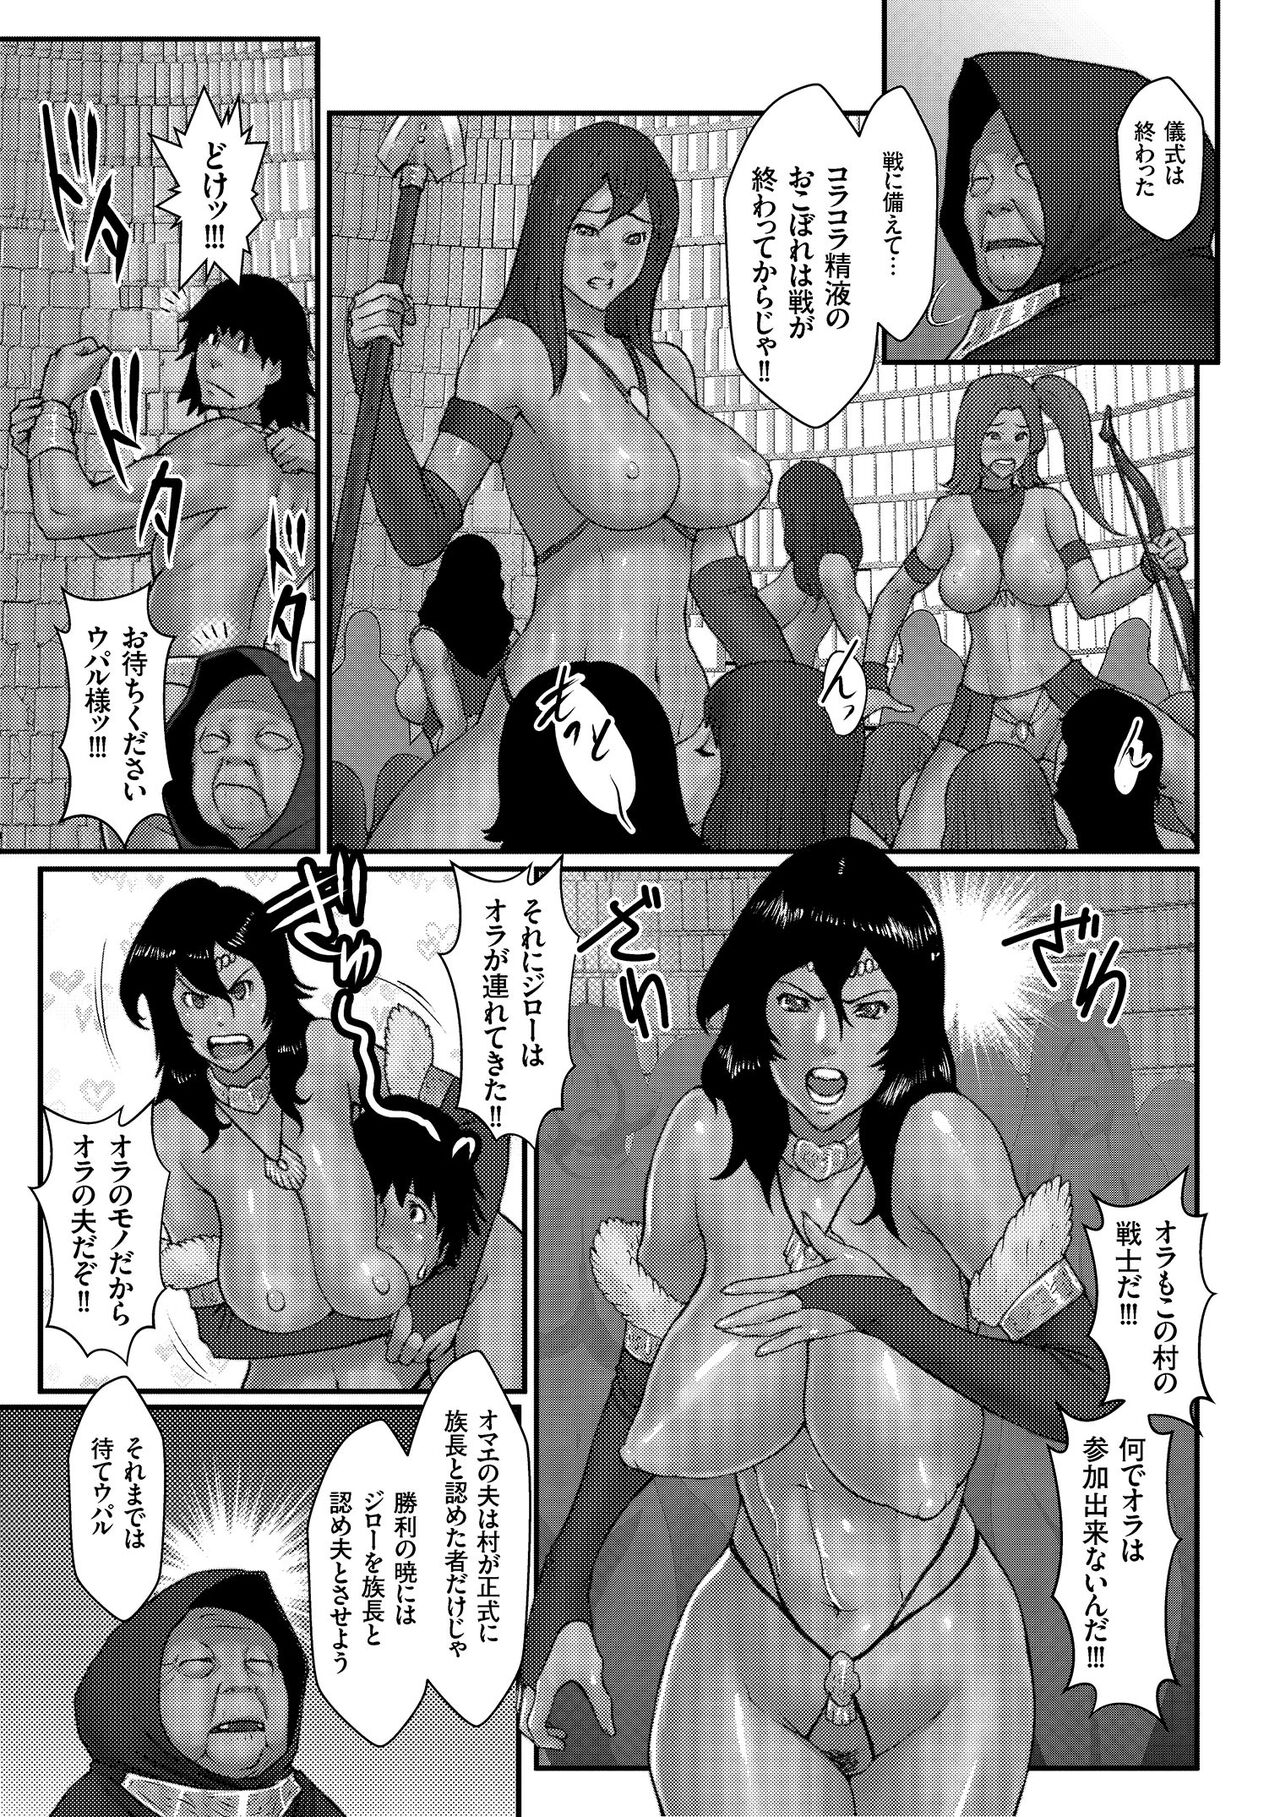 儀式は
終わった
戦に備えて…
コラコラ精液の
おこぼれは戦が
終わってからじゃ!!
んっ
ん
もっと
どけッ!!!
ドタ
ドタ
ドタ
お待ちください
ウパル様ッ!!!
ざわ
ざわ
オラもこの村の
戦士だ!!!
何でオラは
参加出来ないんだ!!!
それにジローは
オラが連れてきた!!
ぎゅ
オラのモノだから
オラの夫だぞ!!
オマエの夫は村が正式に
族長と認めた者だけじゃ
勝利の暁には
ジローを族長と
認め夫とさせよう
それまでは
待てウパル